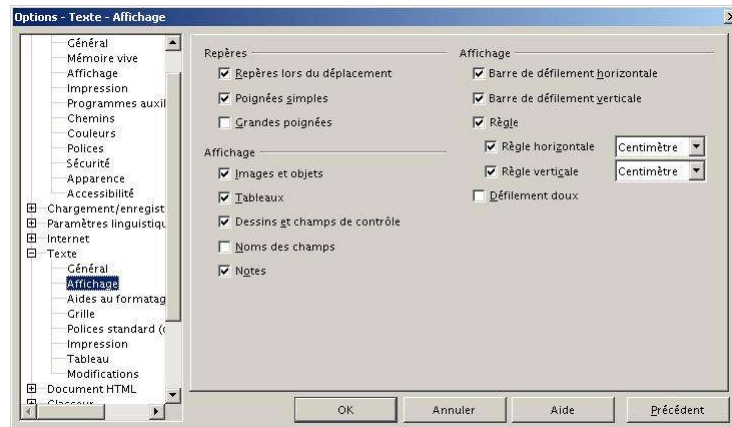 Options - Texte - Affichage
Général
Mémoire vive
Affichage
Impression
Programmes auxil
Chemins
Couleurs
Polices
Sécurité
Apparence
Accessibilité
Chargement/enregist
Paramètres linguistiqu
Internet
Texte
Général
Affichage
Aides au formatag
Grille
Polices standard (o
Impression
Tableau
Modifications
Document HTML
Classeur
Repères
Repères lors du déplacement
Poignées simples
Grandes poignées
Affichage
Images et objets
Tableaux
Dessins et champs de contrôle
Noms des champs
Notes
Affichage
Barre de défilement horizontale
Barre de défilement verticale
Règle
Règle horizontale Centimètre
Règle verticale Centimètre
Défilement doux
OK Annuler Aide Précédent